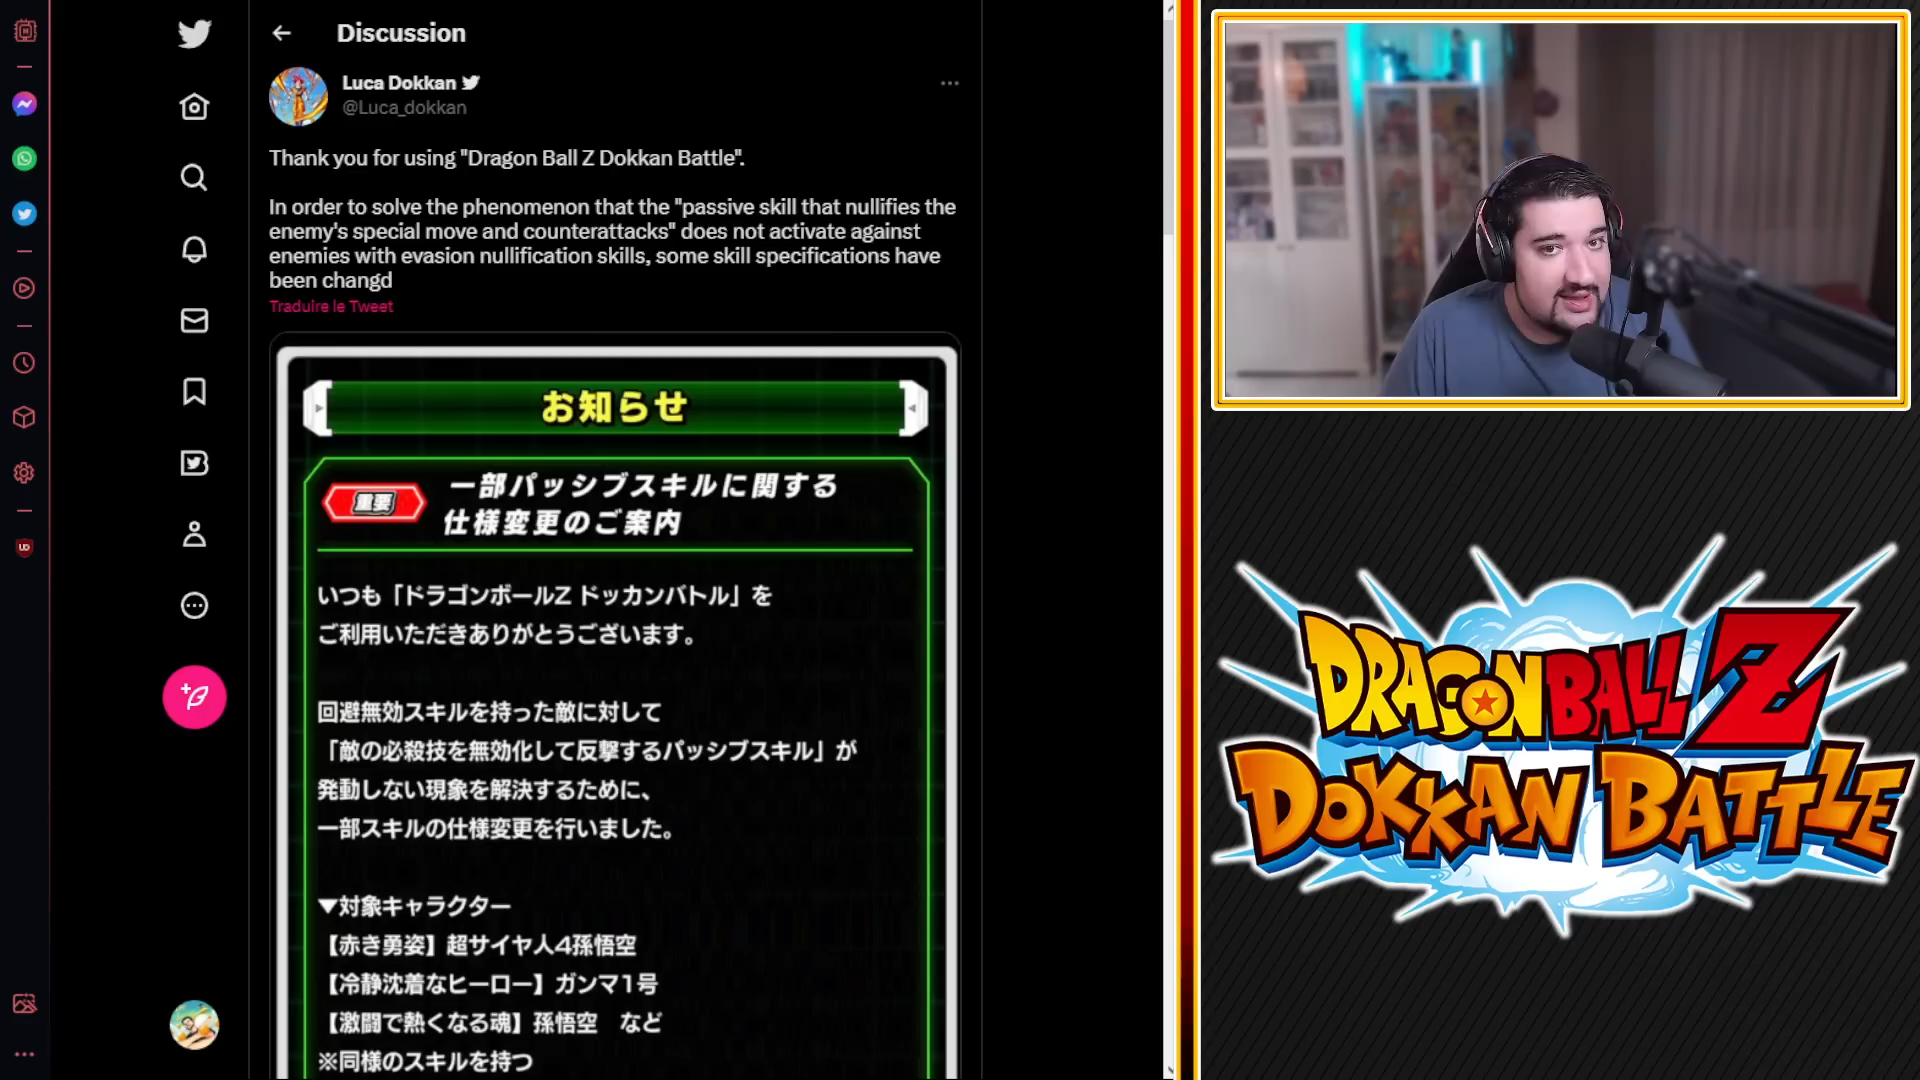 Discussion
Luca Dokkan
@Luca_dokkan
Thank you for using "Dragon Ball Z Dokkan Battle".
In order to solve the phenomenon that the "passive skill that nullifies the
enemy's special move and counterattacks" does not activate against
enemies with evasion nullification skills, some skill specifications have
been changd
Traduire le Tweet
お知らせ
重要
一部パッシブスキルに関する
仕様変更のご案内
いつも「ドラゴンボールZ ドッカンバトル」を
ご利用いただきありがとうございます。
回避無効スキルを持った敵に対して
「敵の必殺技を無効化して反撃するパッシブスキル」が
発動しない現象を解決するために、
一部スキルの仕様変更を行いました。
▼対象キャラクター
【赤き勇姿】超サイヤ人4孫悟空
【冷静沈着なヒーロー】ガンマ1号
【激闘で熱くなる魂】孫悟空　など
※同様のスキルを持つ
UD
DRAGON BALL Z
DOKKAN BATTLE